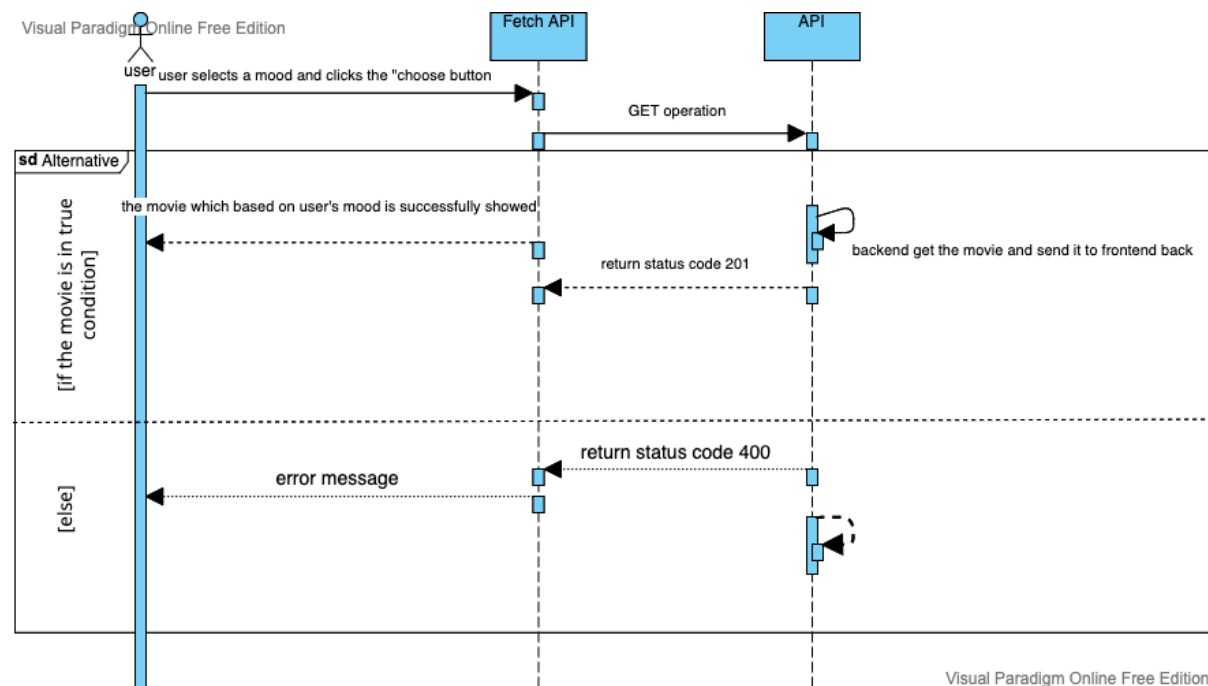 Visual Paradigm Online Free Edition
Fetch API
API
user
user selects a mood and clicks the "choose button
GET operation
sd Alternative
[if the movie is in true
condition]
the movie which based on user's mood is successfully showed
backend get the movie and send it to frontend back
return status code 201
return status code 400
error message
[else]
Visual Paradigm Online Free Edition